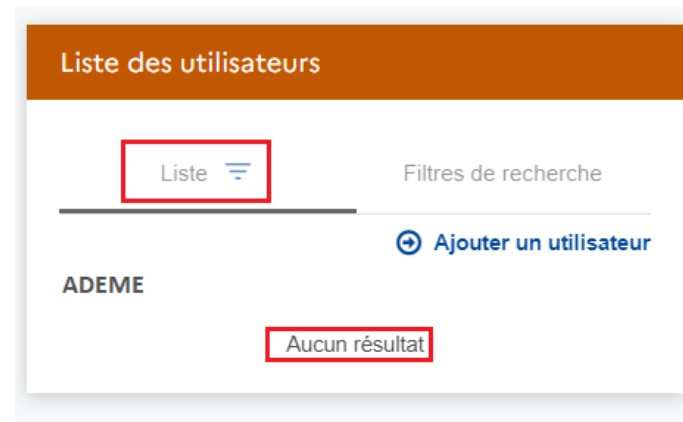 Liste des utilisateurs
Liste Filtres de recherche
Ajouter un utilisateur
ADEME
Aucun résultat